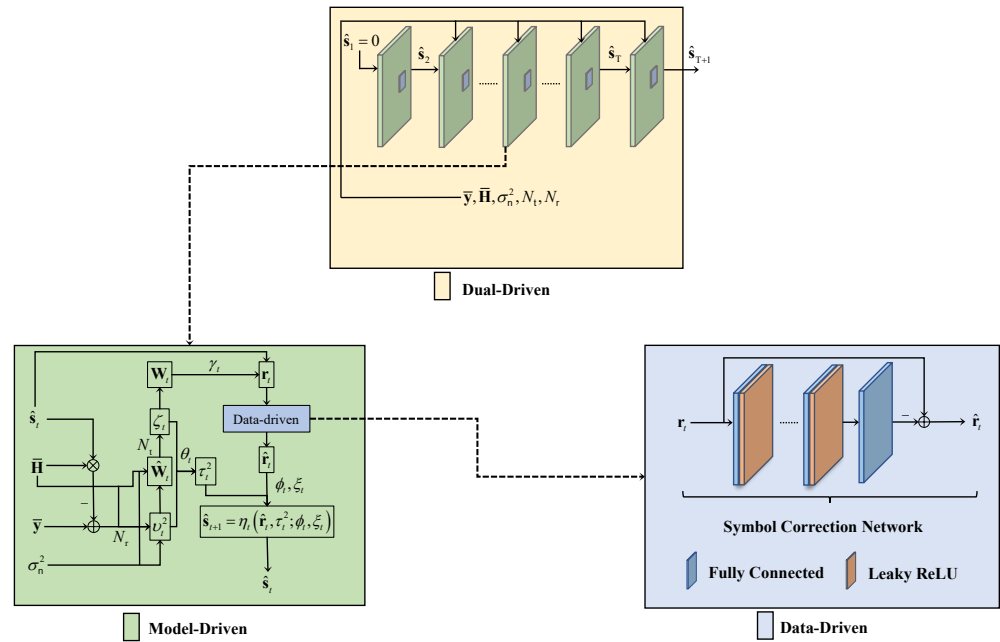 ŝ₁ = 0
ŝ₂
......
......
ŝ_T
ŝ_{T+1}
ȳ, H̄, σ_n², N_t, N_r
Dual-Driven
W_t
γ_t
r_t
ŝ_t
ζ_t
Data-driven
N_t
θ_t
H̄
Ŵ_t
τ_t²
r̂_t
ϕ_t, ξ_t
−
ȳ
N_r
υ_t²
ŝ_{t+1} = η_t(r̂_t, τ_t²; ϕ_t, ξ_t)
σ_n²
ŝ_t
Model-Driven
r_t
......
−
r̂_t
Symbol Correction Network
Fully Connected
Leaky ReLU
Data-Driven